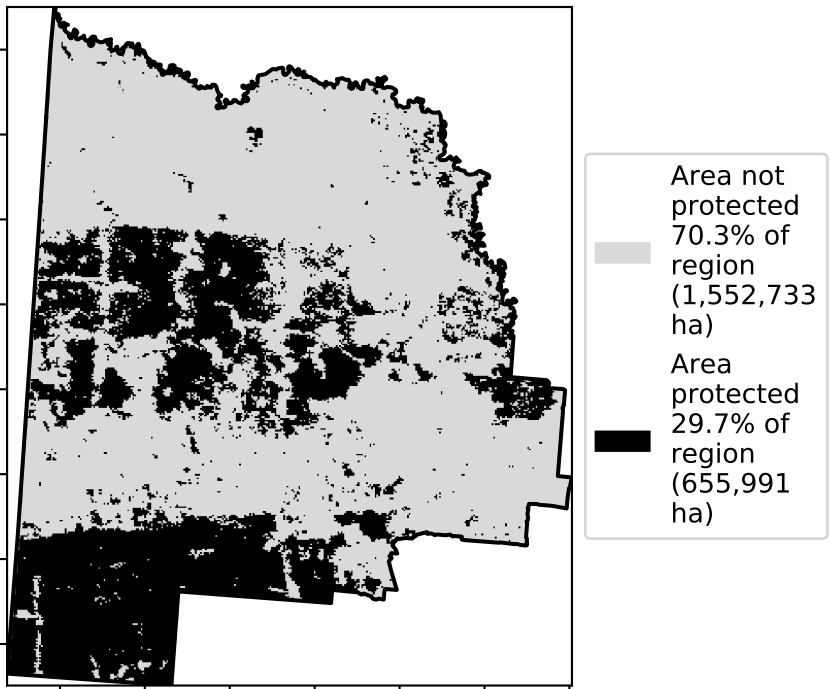 Area not
protected
70.3% of
region
(1,552,733
ha)
Area
protected
29.7% of
region
(655,991
ha)